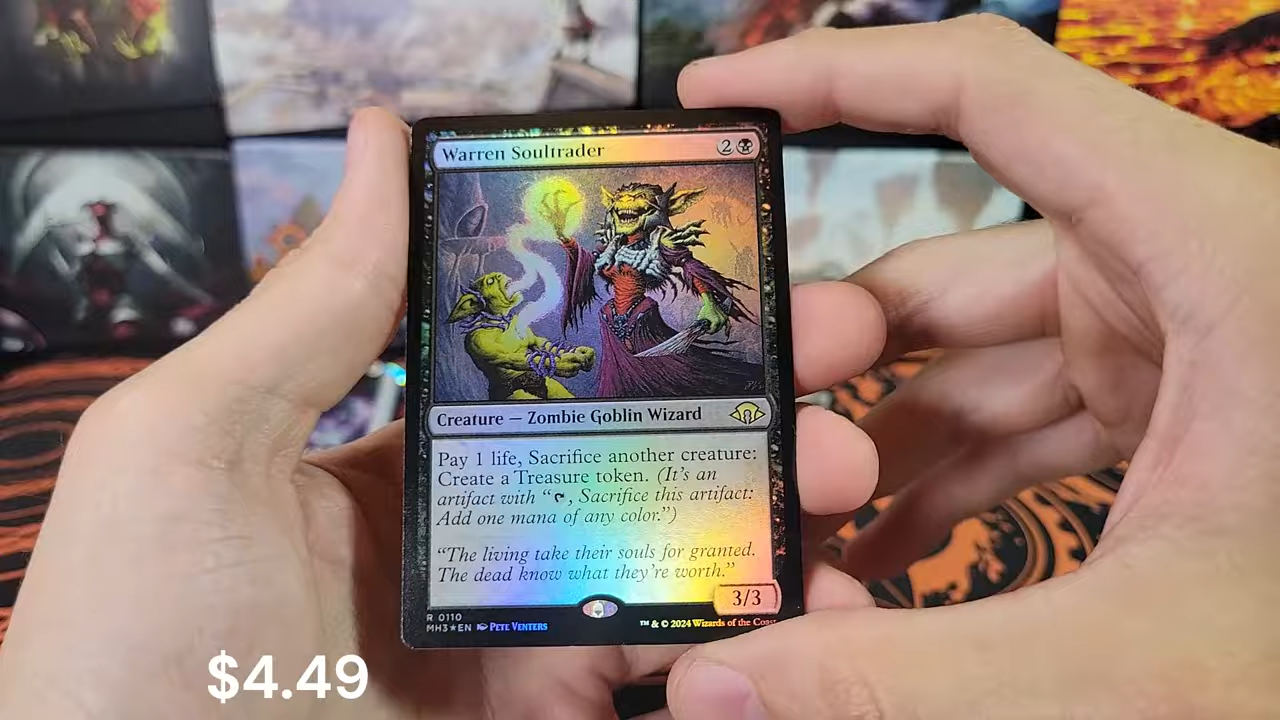 Warren Soultrader 2
Creature — Zombie Goblin Wizard
Pay 1 life, Sacrifice another creature:
Create a Treasure token. (It's an
artifact with “, Sacrifice this artifact:
Add one mana of any color.”)
“The living take their souls for granted.
The dead know what they're worth.”
3/3
R 0110
MH3★EN PETE VENTERS
™ & © 2024 Wizards of the Coas
$4.49